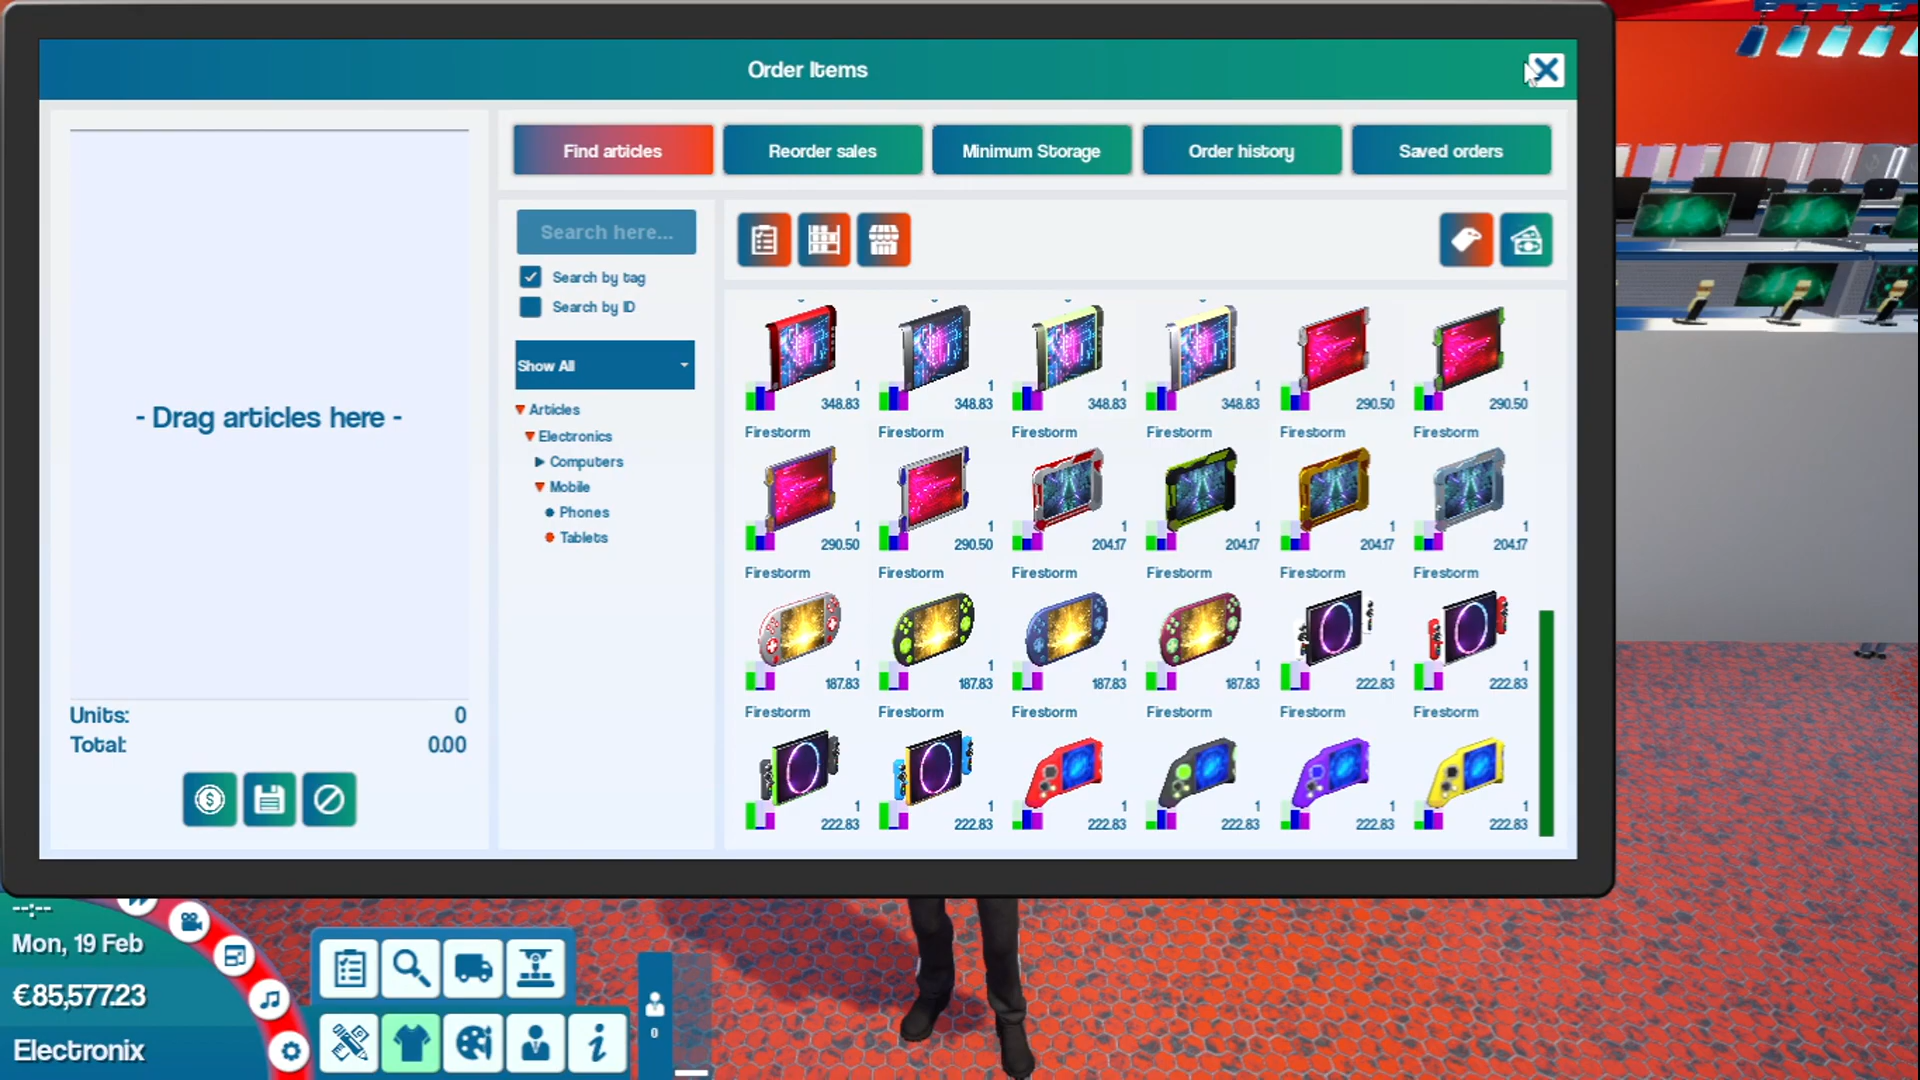 Order Items
Find articles
Reorder sales
Minimum Storage
Order history
Saved orders
Search here...
Search by tag
Search by ID
Show All
Articles
Electronics
Computers
Mobile
Phones
Tablets
- Drag articles here -
Units: 0
Total: 0.00
1 1 1 1 1 1
348.83 348.83 348.83 348.83 290.50 290.50
Firestorm Firestorm Firestorm Firestorm Firestorm Firestorm
1 1 1 1 1 1
290.50 290.50 204.17 204.17 204.17 204.17
Firestorm Firestorm Firestorm Firestorm Firestorm Firestorm
1 1 1 1 1 1
187.83 187.83 187.83 187.83 222.83 222.83
Firestorm Firestorm Firestorm Firestorm Firestorm Firestorm
1 1 1 1 1 1
222.83 222.83 222.83 222.83 222.83 222.83
--:--
Mon, 19 Feb
€85,577.23
Electronix
0